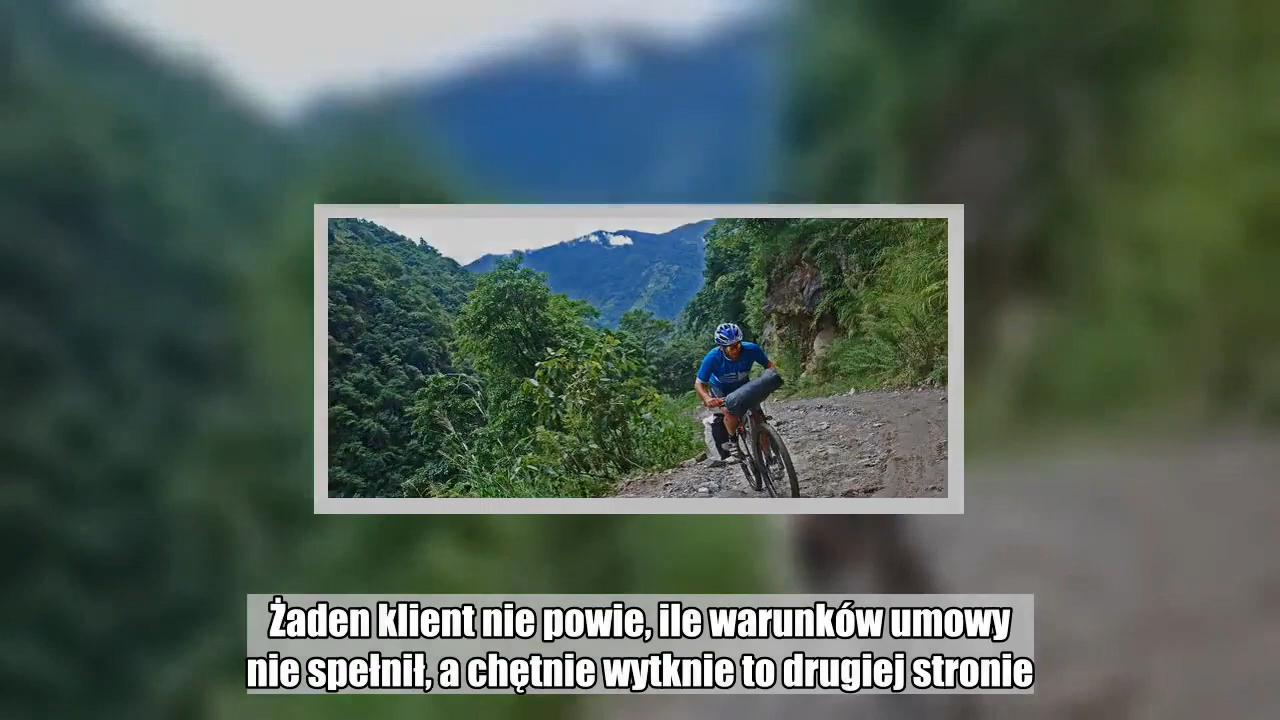 Żaden klient nie powie, ile warunków umowy
nie spełnił, a chętnie wytknie to drugiej stronie